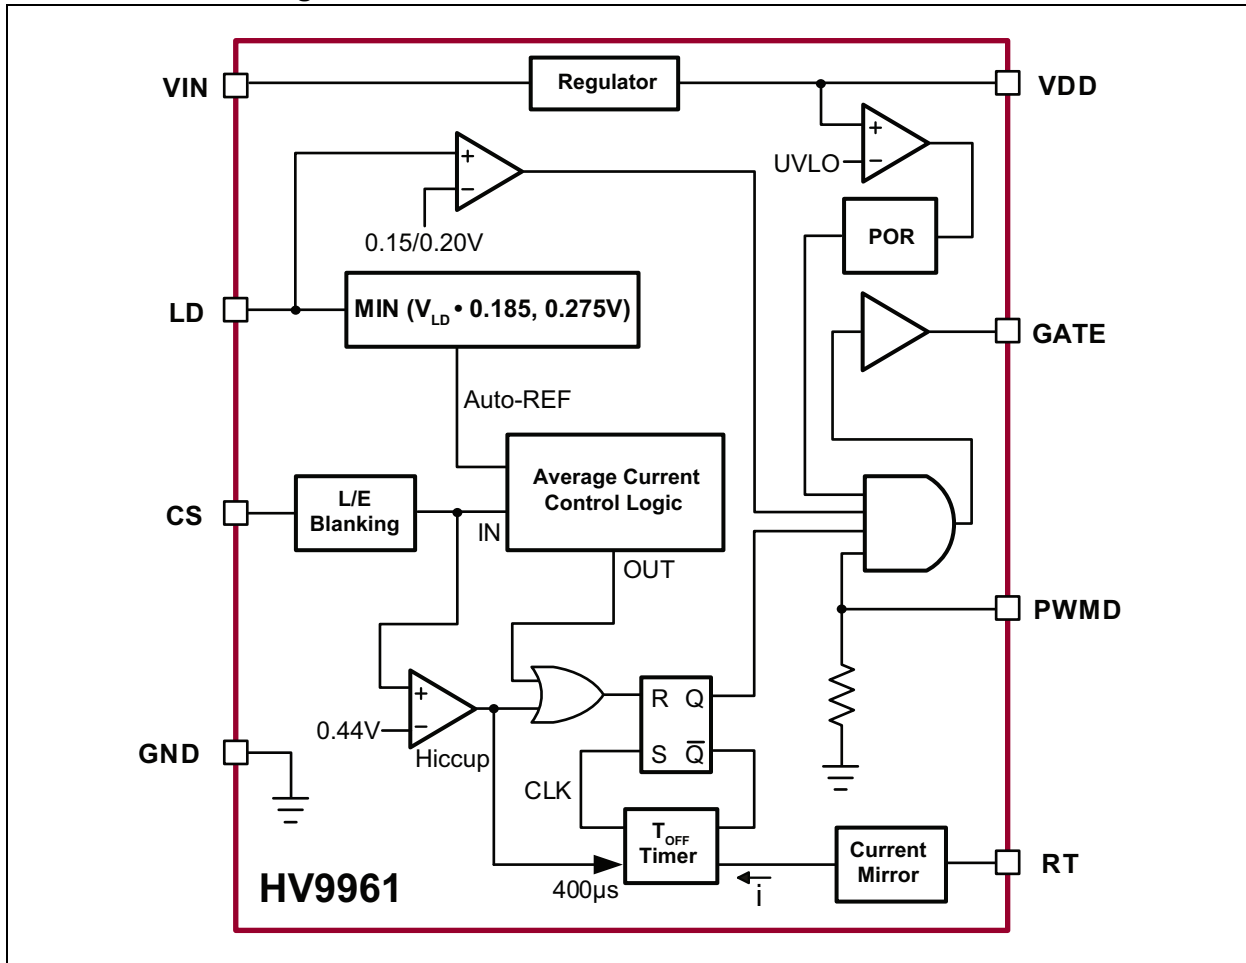 VIN
Regulator
VDD
+
−
UVLO
+
−
0.15/0.20V
POR
LD
MIN (VLD • 0.185, 0.275V)
GATE
Auto-REF
Average Current
Control Logic
CS
L/E
Blanking
IN
OUT
PWMD
+
−
0.44V
Hiccup
R Q
S Q̅
GND
CLK
TOFF
Timer
400µs
i
Current
Mirror
RT
HV9961